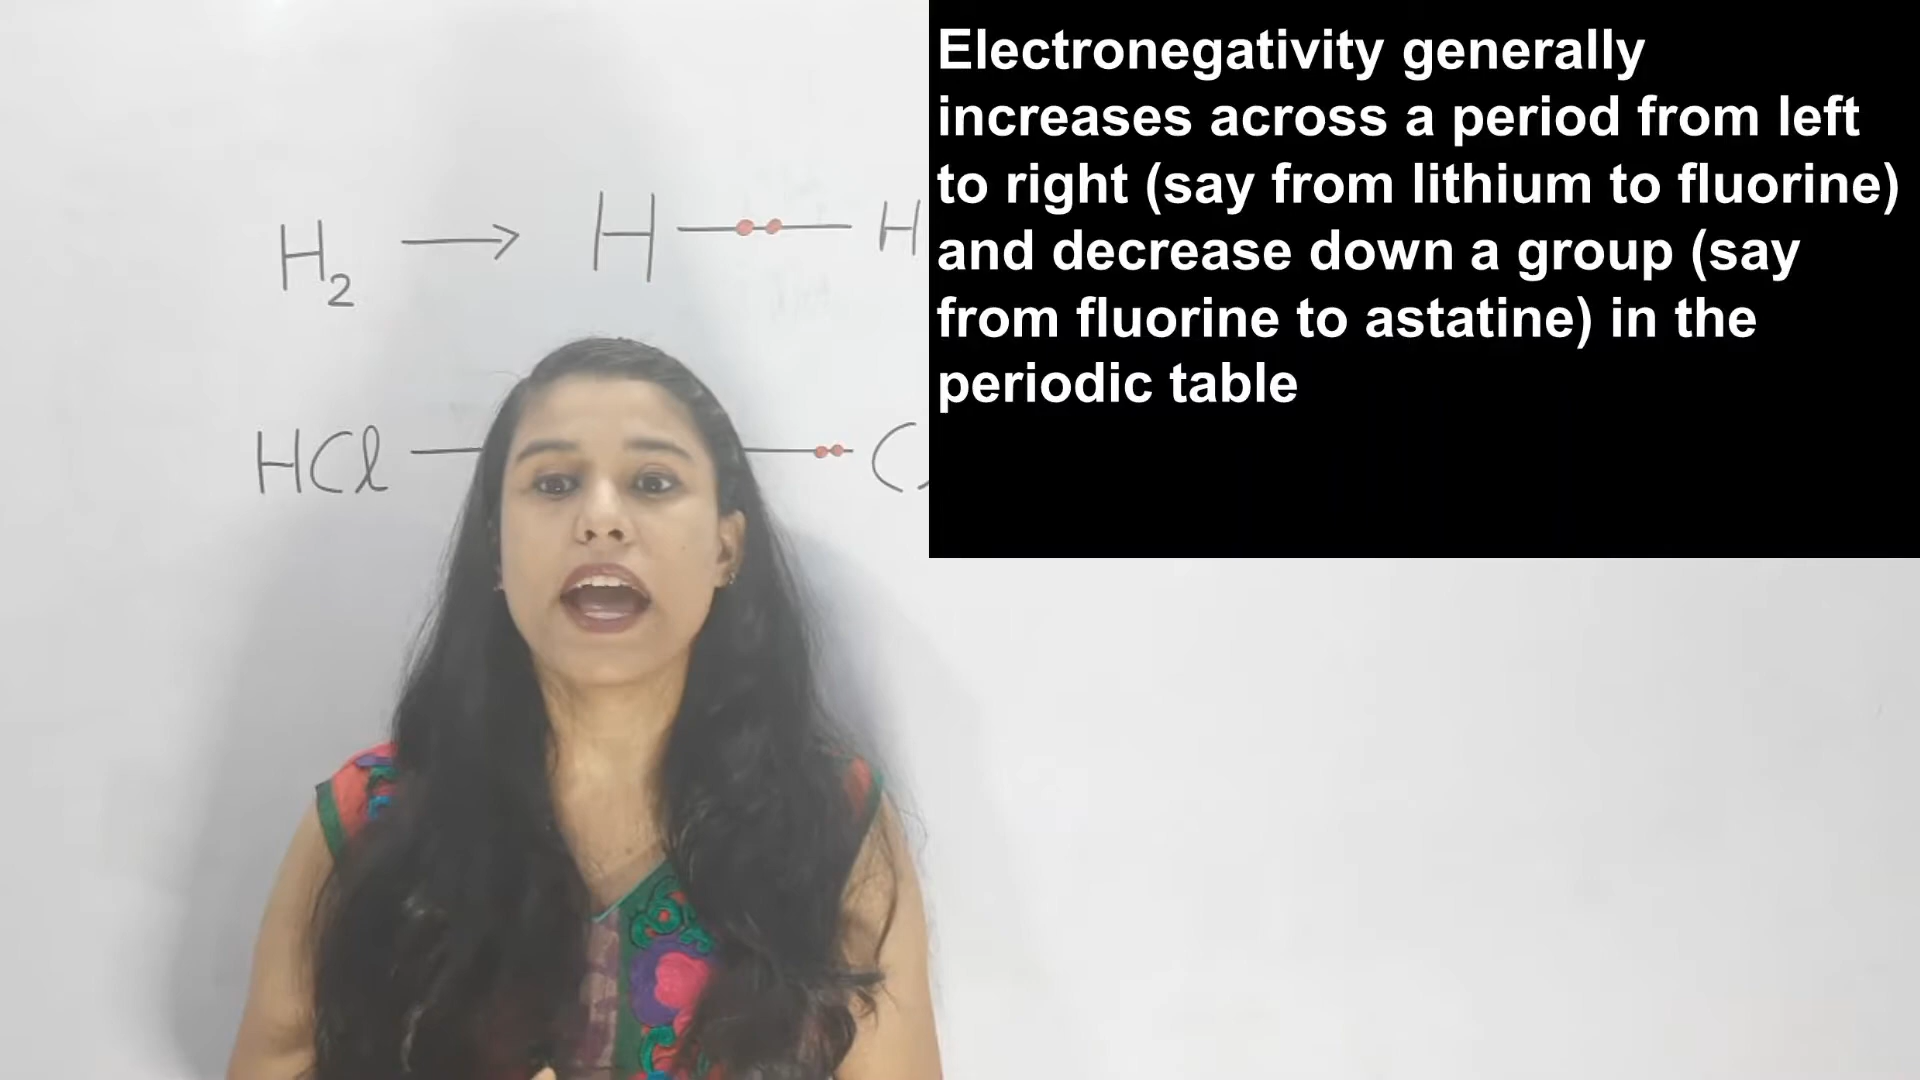 Electronegativity generally
increases across a period from left
to right (say from lithium to fluorine)
and decrease down a group (say
from fluorine to astatine) in the
periodic table
H₂ → H — H
HCl